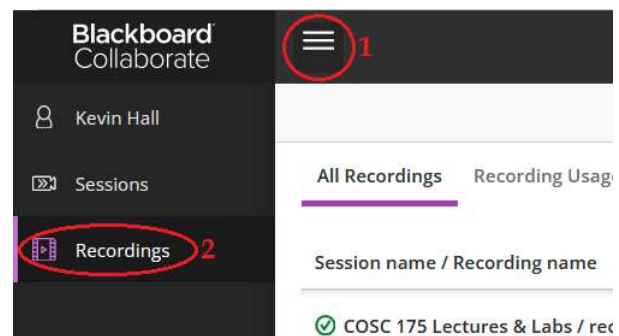 Blackboard
Collaborate
1
Kevin Hall
Sessions
Recordings 2
All Recordings Recording Usage
Session name / Recording name
COSC 175 Lectures & Labs / rec